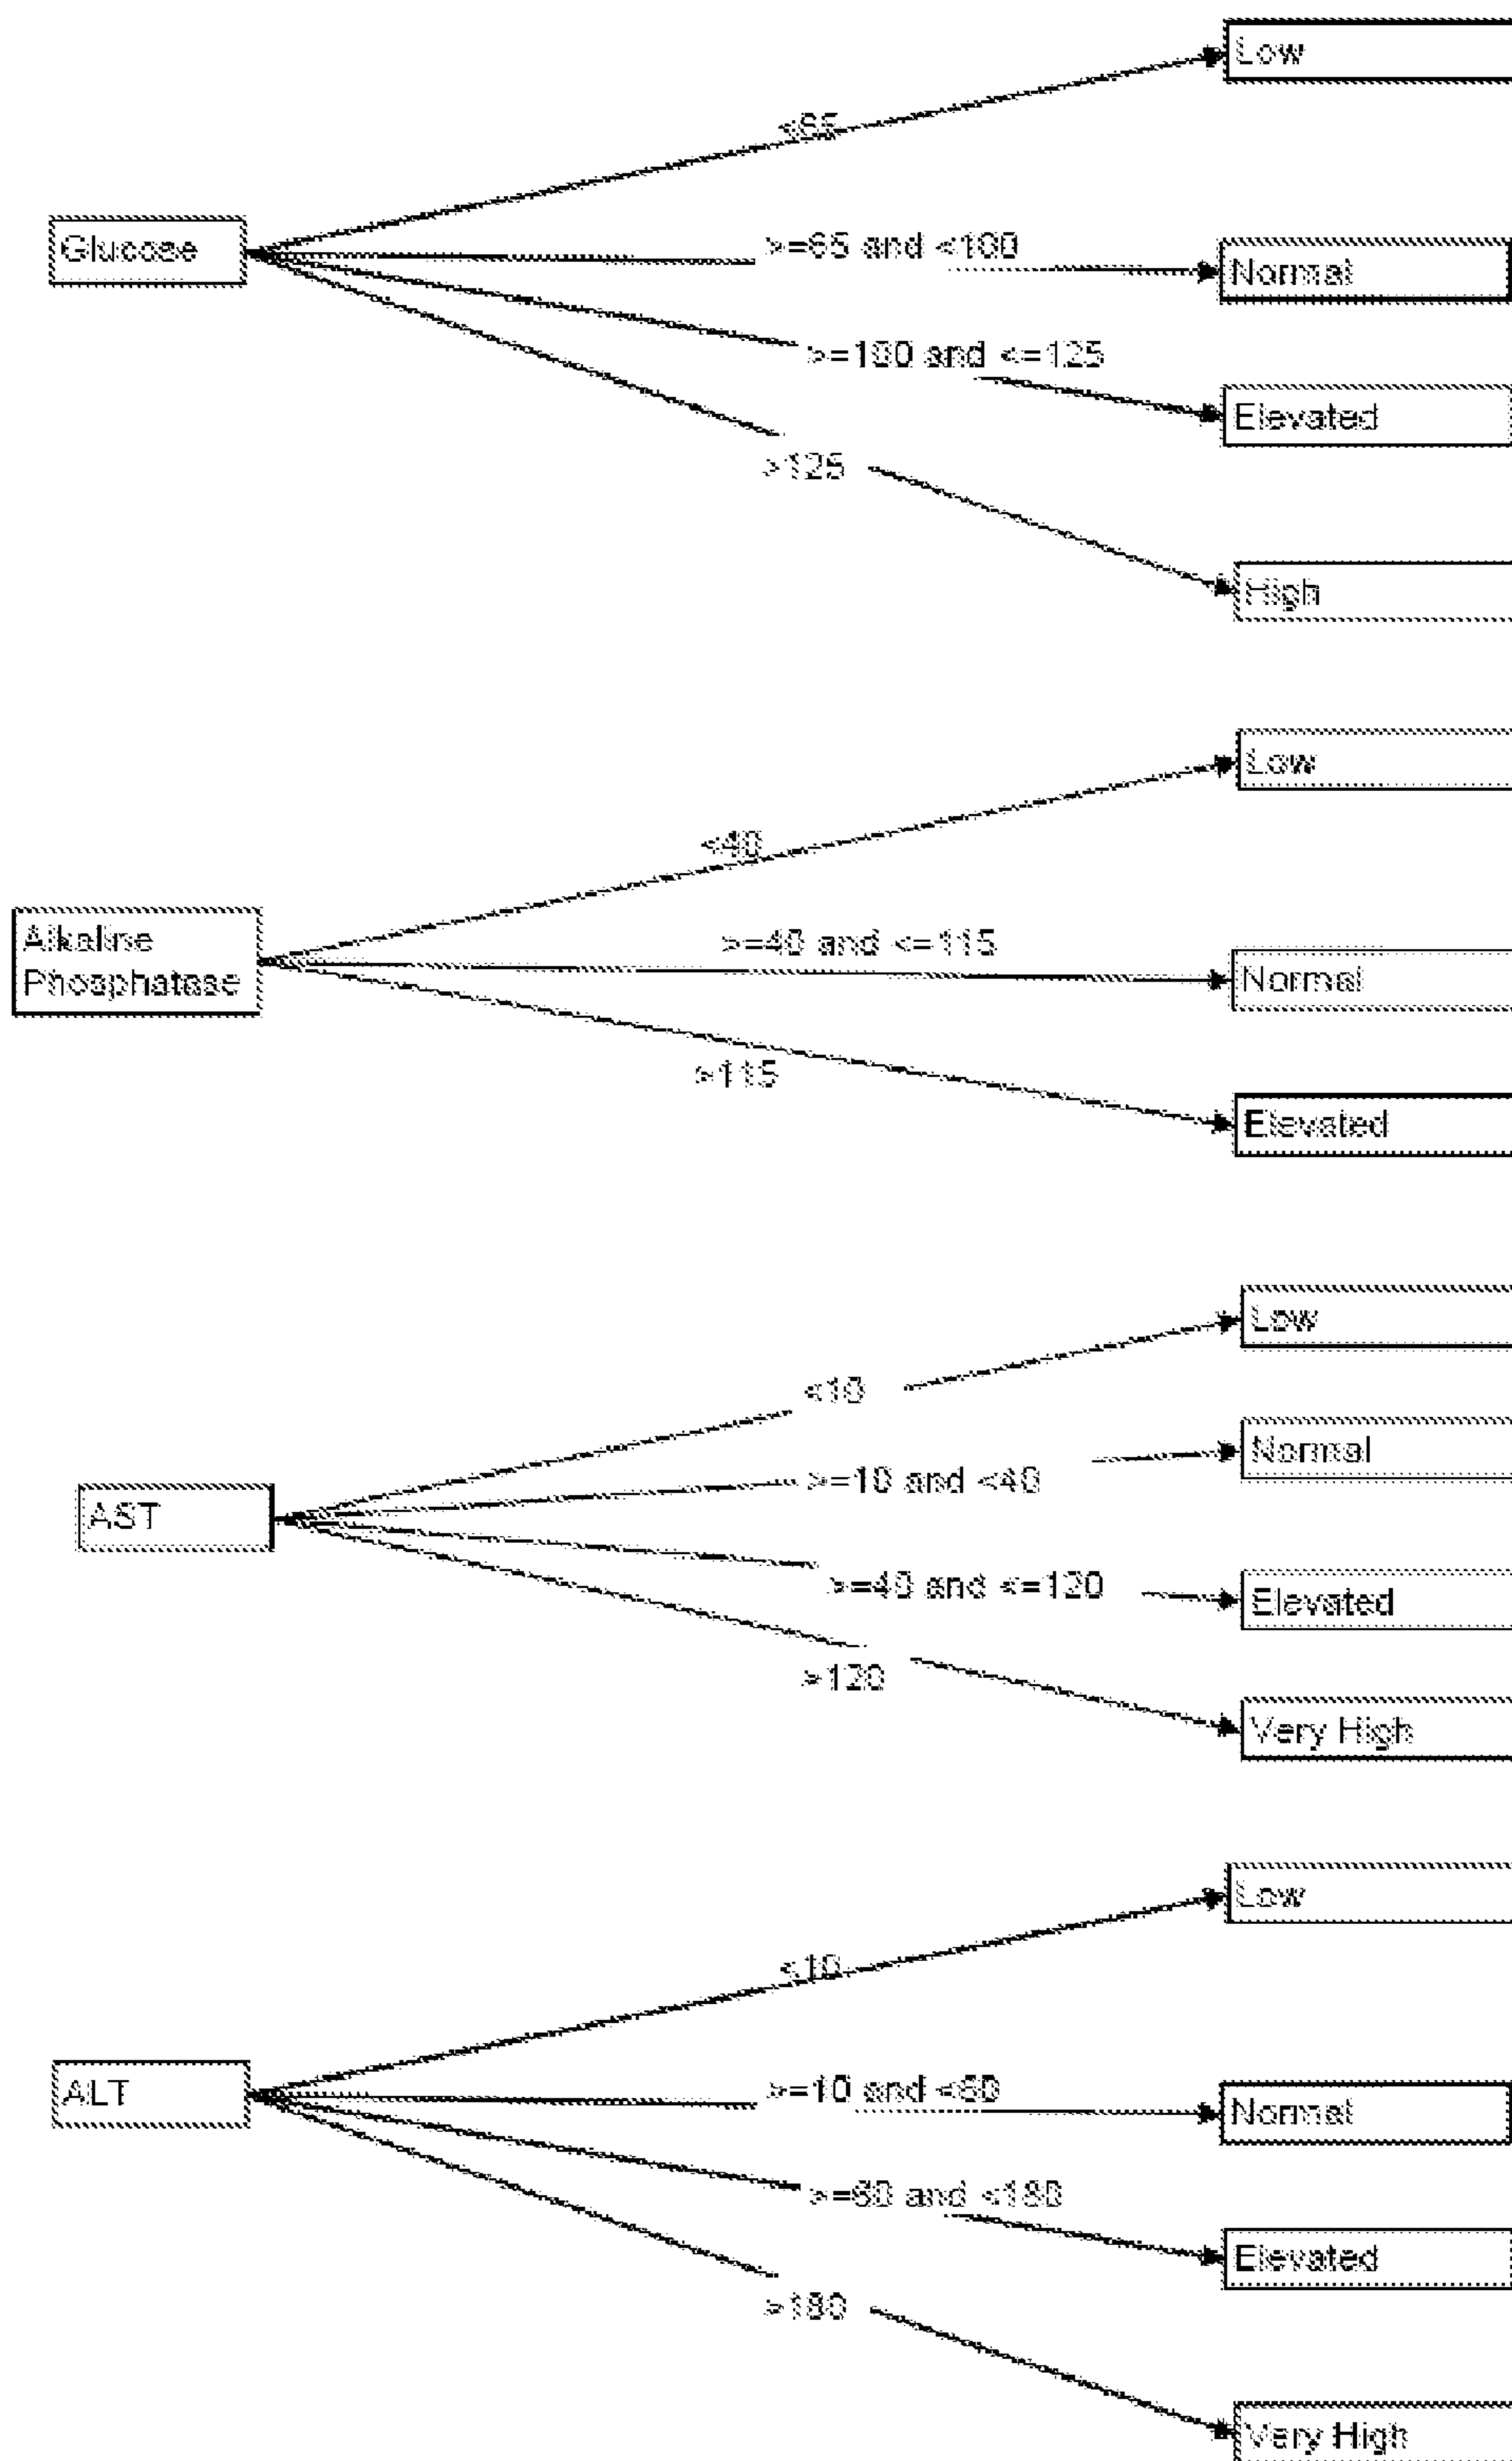 Low
<65
Glucose
>=65 and <100
Normal
>=100 and <=125
Elevated
>125
High
Low
<40
Alkaline
Phosphatase
>=40 and <=115
Normal
>115
Elevated
Low
<10
Normal
>=10 and <40
AST
>=40 and <=120
Elevated
>120
Very High
Low
<10
ALT
>=10 and <60
Normal
>=60 and <180
Elevated
>180
Very High